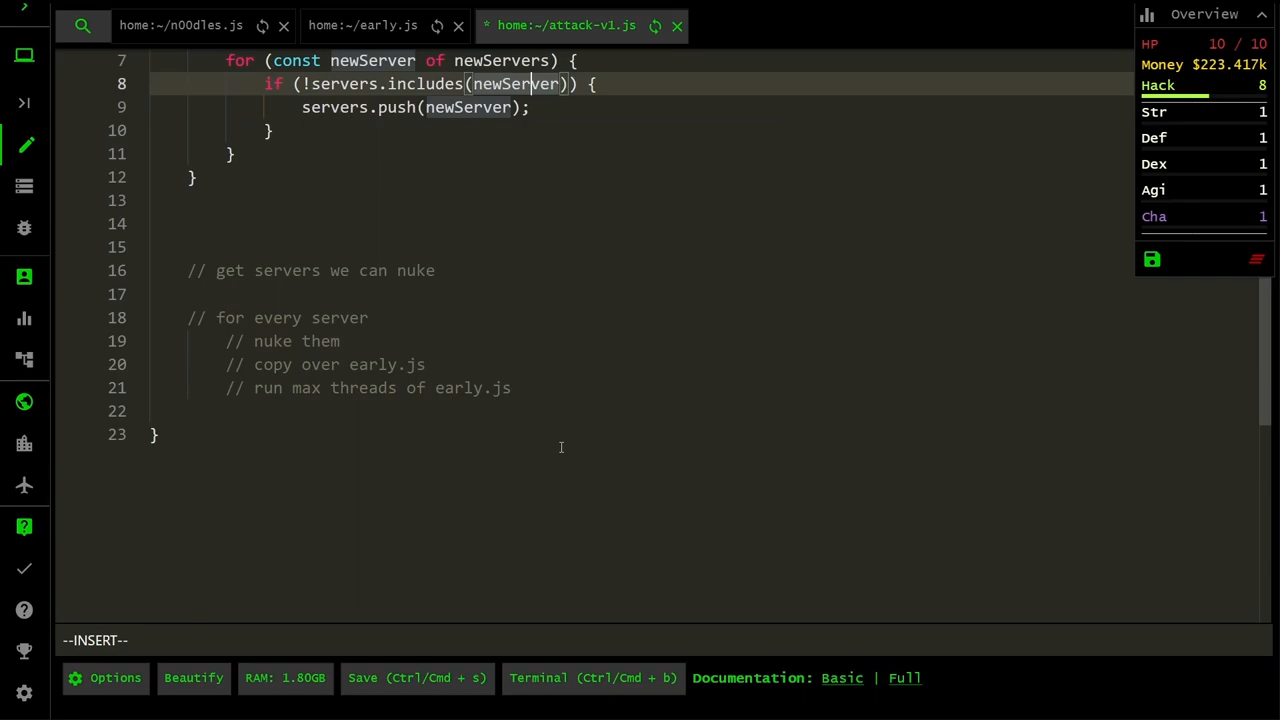 home:~/n00dles.js
home:~/early.js
* home:~/attack-v1.js
Overview
HP 10 / 10
Money $223.417k
Hack 8
Str 1
Def 1
Dex 1
Agi 1
Cha 1
7 for (const newServer of newServers) {
8 if (!servers.includes(newServer)) {
9 servers.push(newServer);
10 }
11 }
12 }
13
14
15
16 // get servers we can nuke
17
18 // for every server
19 // nuke them
20 // copy over early.js
21 // run max threads of early.js
22
23 }
--INSERT--
Options
Beautify
RAM: 1.80GB
Save (Ctrl/Cmd + s)
Terminal (Ctrl/Cmd + b)
Documentation: Basic | Full